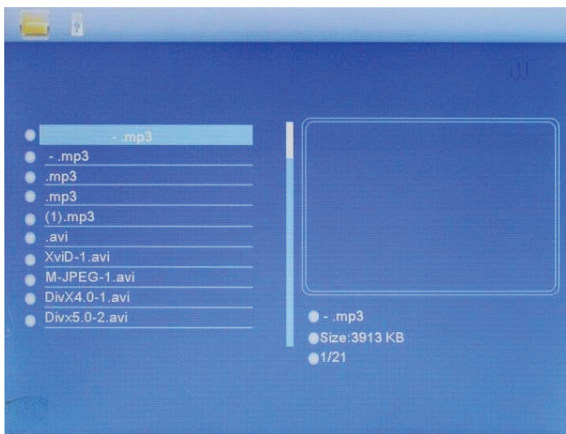 - .mp3
- .mp3
.mp3
.mp3
(1).mp3
.avi
XviD-1.avi
M-JPEG-1.avi
DivX4.0-1.avi
Divx5.0-2.avi
- .mp3
Size:3913 KB
1/21